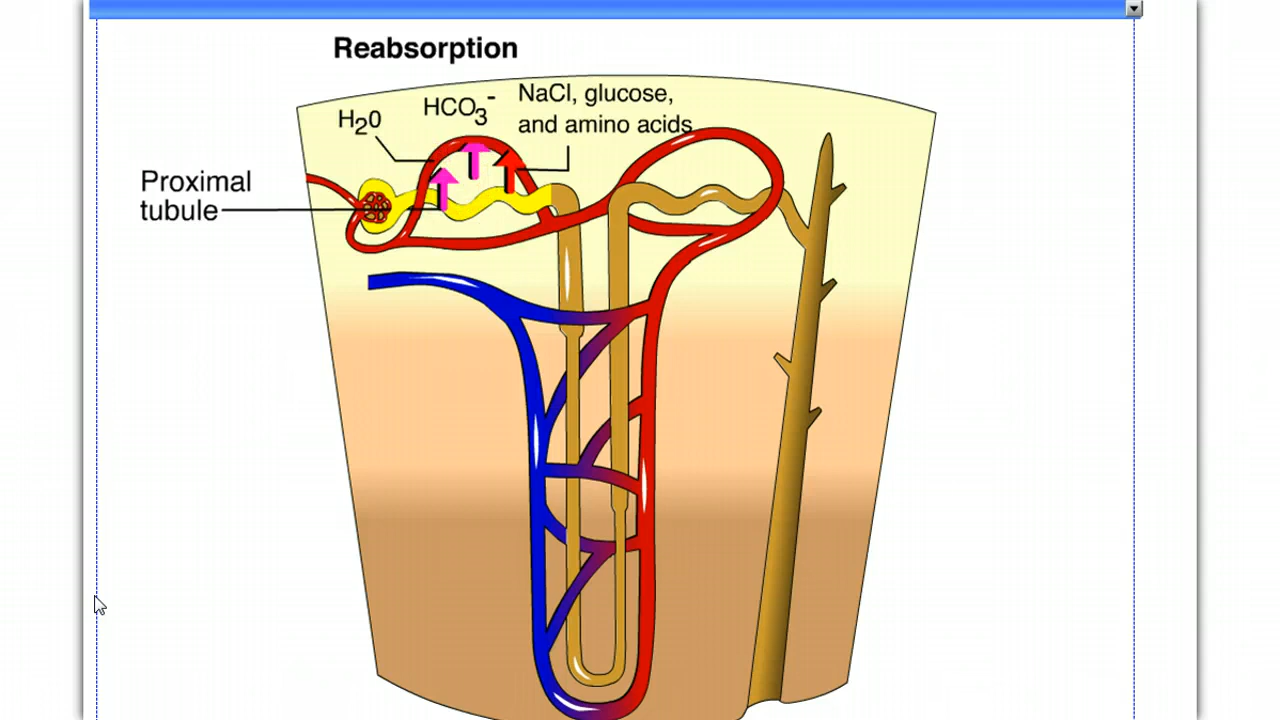 Reabsorption
H20
HCO3-
NaCl, glucose,
and amino acids
Proximal
tubule